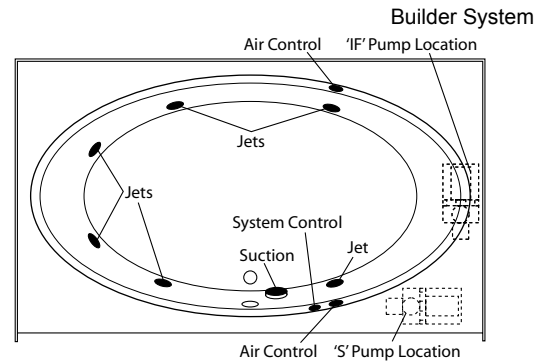 Builder System
Air Control 'IF' Pump Location
Jets
Jets
System Control
Suction
Jet
Air Control 'S' Pump Location